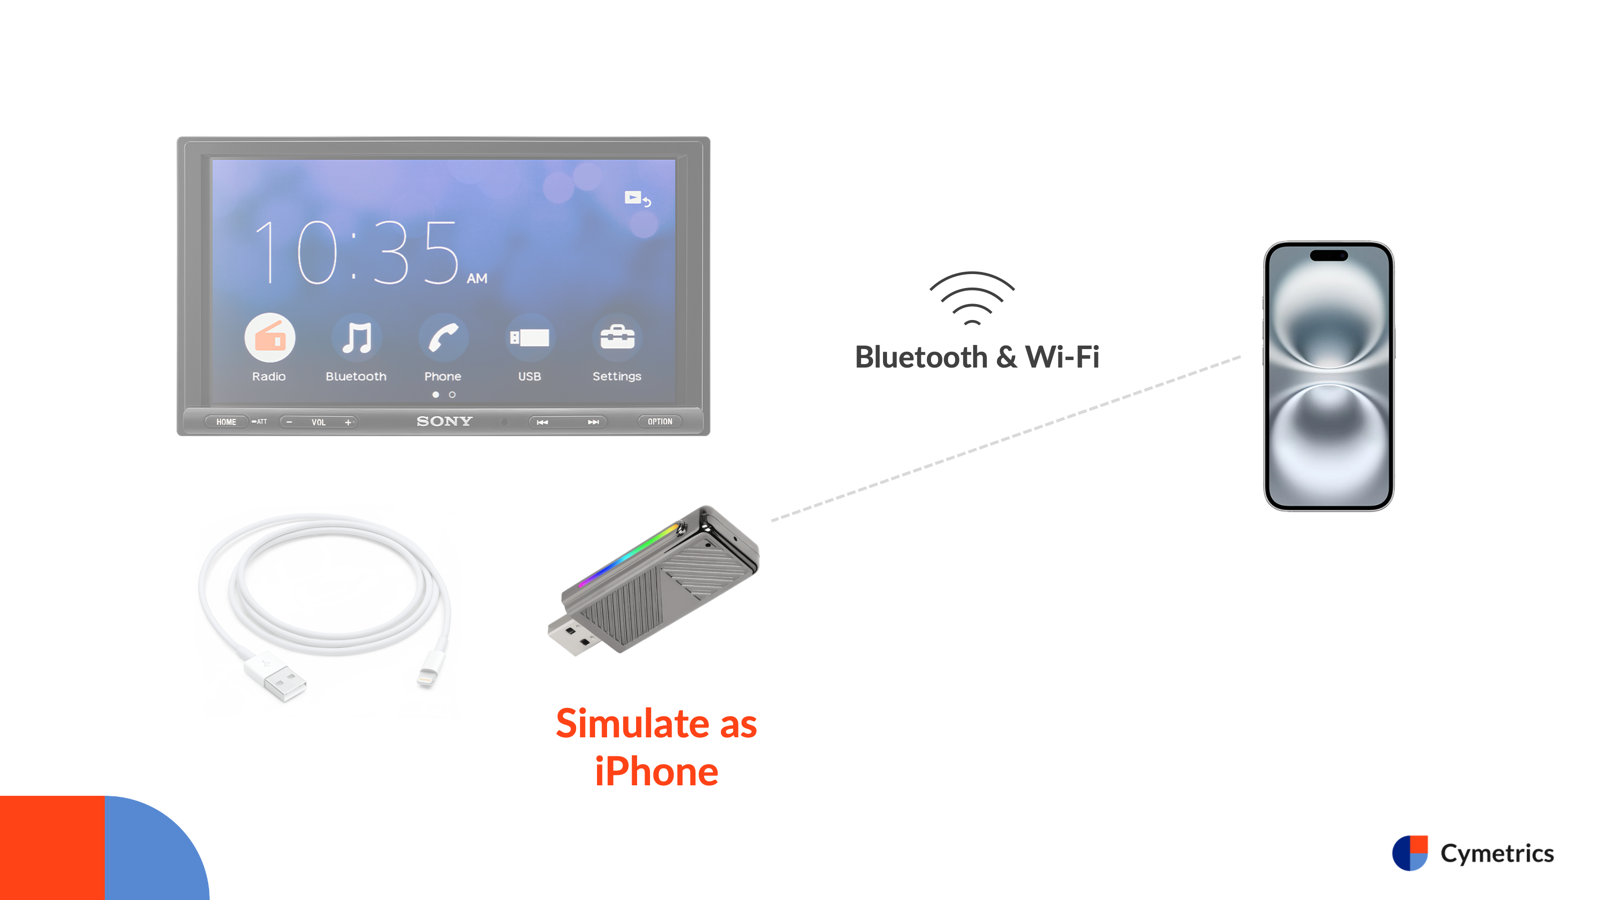 10:35 AM
Radio Bluetooth Phone USB Settings
HOME ATT − VOL + SONY OPTION
Bluetooth & Wi-Fi
Simulate as
iPhone
Cymetrics